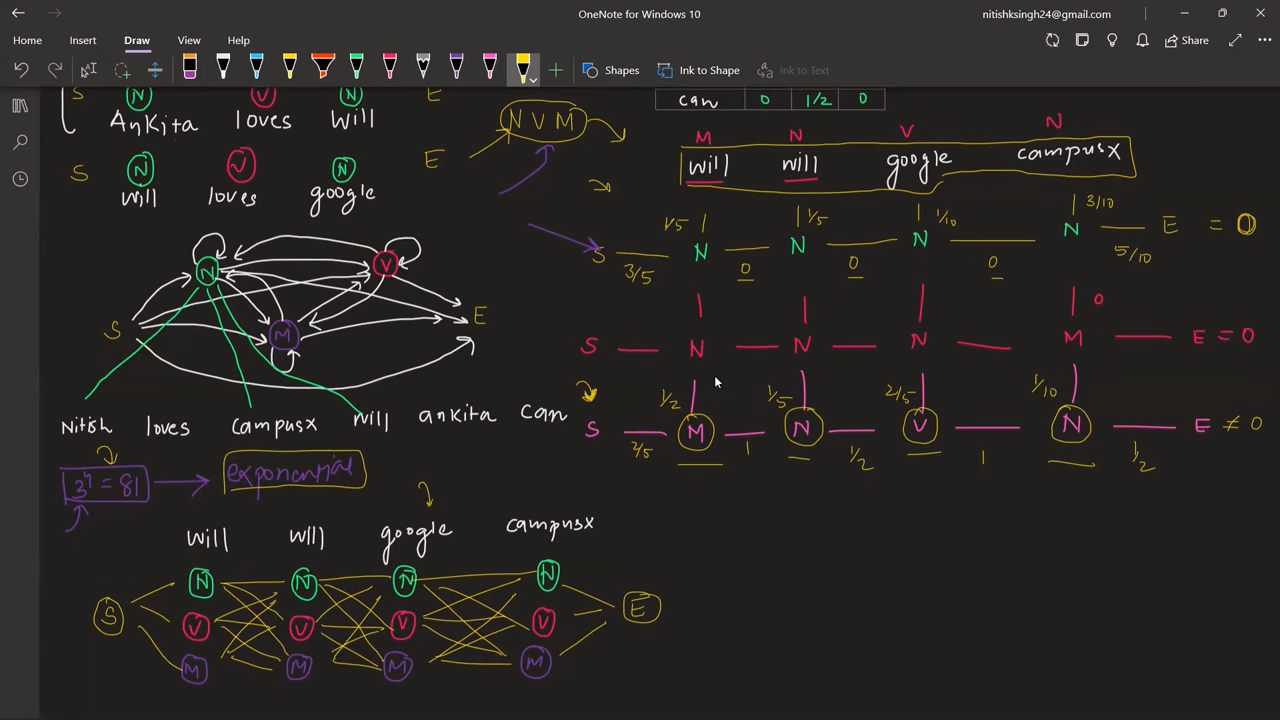 OneNote for Windows 10
nitishksingh24@gmail.com
Home Insert Draw View Help
Share
Shapes
Ink to Shape
Ink to Text
S N V N E
AnKita loves Will
S N V N E
will loves google
N V M
can 0 1/2 0
M N V N
will will google campusx
1/5 1/5 1/10 3/10
S N N N N E = 0
3/5 0 0 0 5/10
0
S N N N M E = 0
1/2 1/5 2/5 1/10
S M N V N E ≠ 0
2/5 1 1/2 1 1/2
N V
S M E
Nitish loves campusx will ankita can
3⁴ = 81 exponential
will will google campusx
N N N N
S V V V V E
M M M M